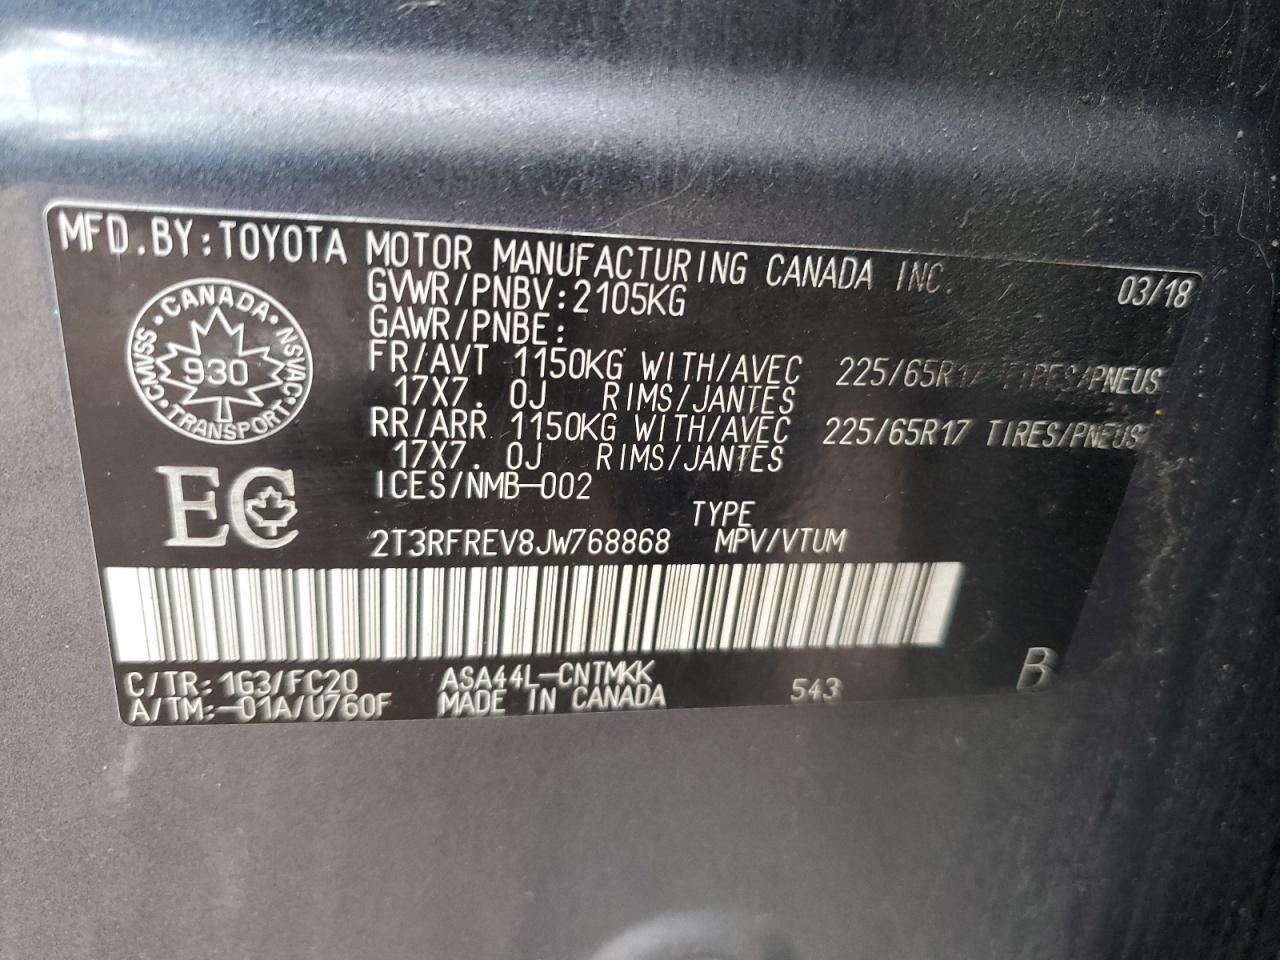 MFD.BY:TOYOTA MOTOR MANUFACTURING CANADA INC. 03/18
GVWR/PNBV:2105KG
GAWR/PNBE:
FR/AVT 1150KG WITH/AVEC 225/65R17 TIRES/PNEUS
17X7. 0J RIMS/JANTES
RR/ARR 1150KG WITH/AVEC 225/65R17 TIRES/PNEUS
17X7. 0J RIMS/JANTES
ICES/NMB-002
CANADA · NSVAC · TRANSPORT · CMVSS ·
930
EC
TYPE
2T3RFREV8JW768868 MPV/VTUM
C/TR: 1G3/FC20 ASA44L-CNTMKK
A/TM:-01A/U760F MADE IN CANADA 543 B